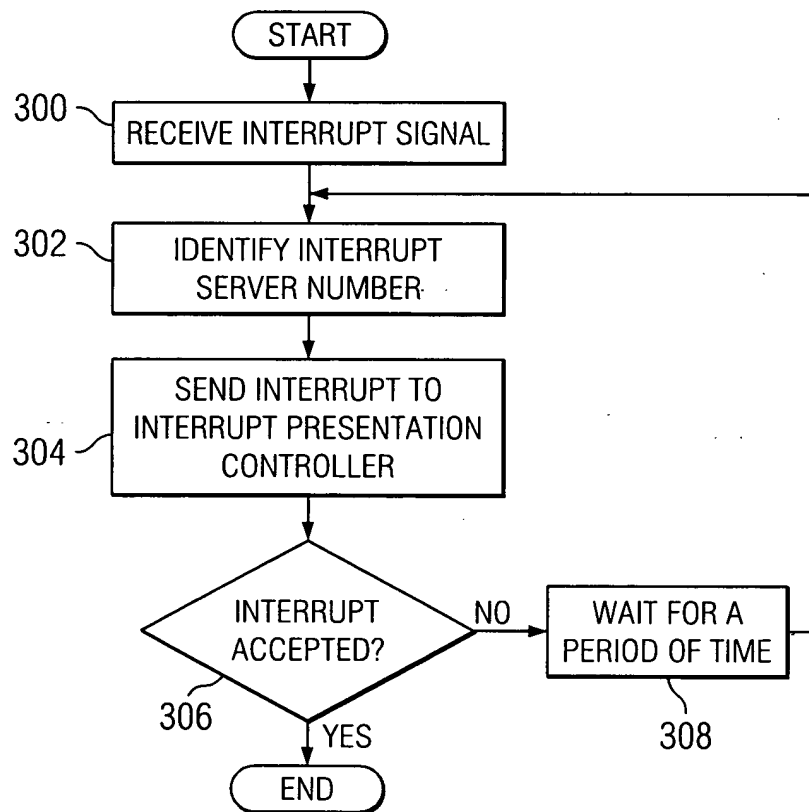 START
300
RECEIVE INTERRUPT SIGNAL
302
IDENTIFY INTERRUPT
SERVER NUMBER
304
SEND INTERRUPT TO
INTERRUPT PRESENTATION
CONTROLLER
306
INTERRUPT
ACCEPTED?
NO
WAIT FOR A
PERIOD OF TIME
308
YES
END